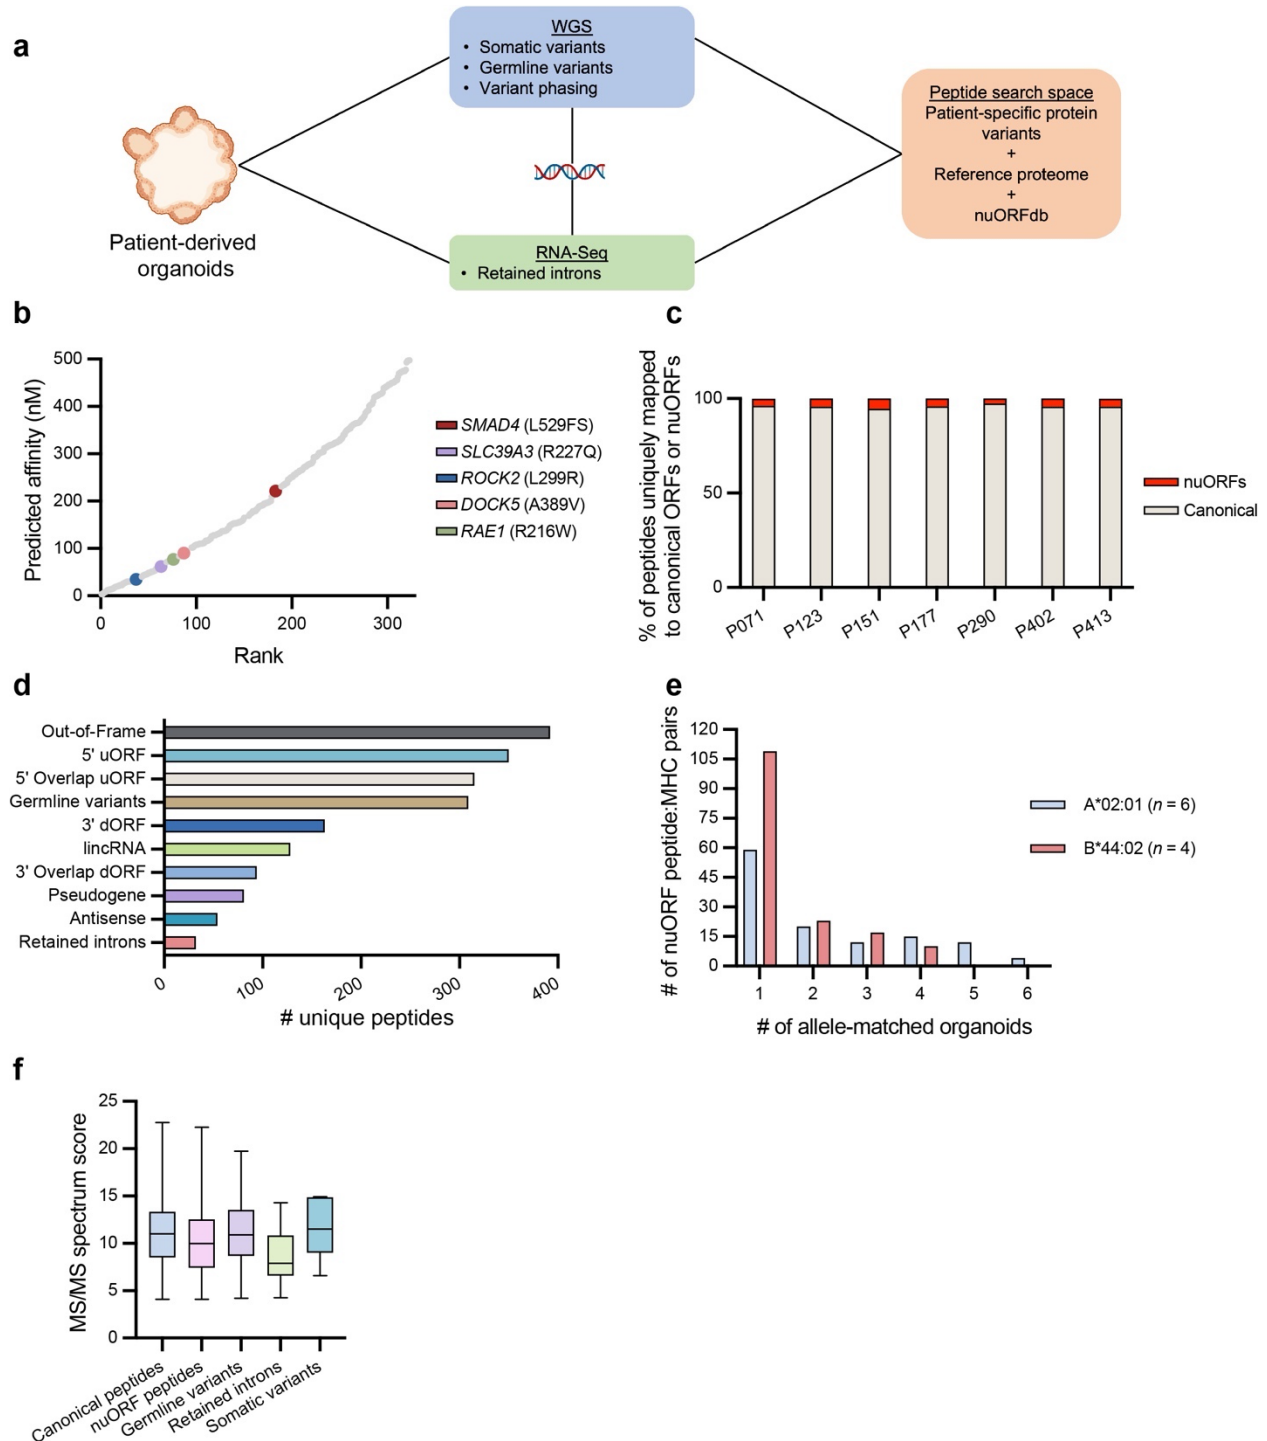 a
WGS
• Somatic variants
• Germline variants
• Variant phasing
Patient-derived
organoids
RNA-Seq
• Retained introns
Peptide search space
Patient-specific protein
variants
+
Reference proteome
+
nuORFdb
b
Predicted affinity (nM)
500
400
300
200
100
0
0
100
200
300
Rank
SMAD4 (L529FS)
SLC39A3 (R227Q)
ROCK2 (L299R)
DOCK5 (A389V)
RAE1 (R216W)
c
% of peptides uniquely mapped
to canonical ORFs or nuORFs
100
50
0
P071
P123
P151
P177
P290
P402
P413
nuORFs
Canonical
d
Out-of-Frame
5' uORF
5' Overlap uORF
Germline variants
3' dORF
lincRNA
3' Overlap dORF
Pseudogene
Antisense
Retained introns
0
100
200
300
400
# unique peptides
e
# of nuORF peptide:MHC pairs
120
105
90
75
60
45
30
15
0
1
2
3
4
5
6
# of allele-matched organoids
A*02:01 (n = 6)
B*44:02 (n = 4)
f
MS/MS spectrum score
25
20
15
10
5
0
Canonical peptides
nuORF peptides
Germline variants
Retained introns
Somatic variants